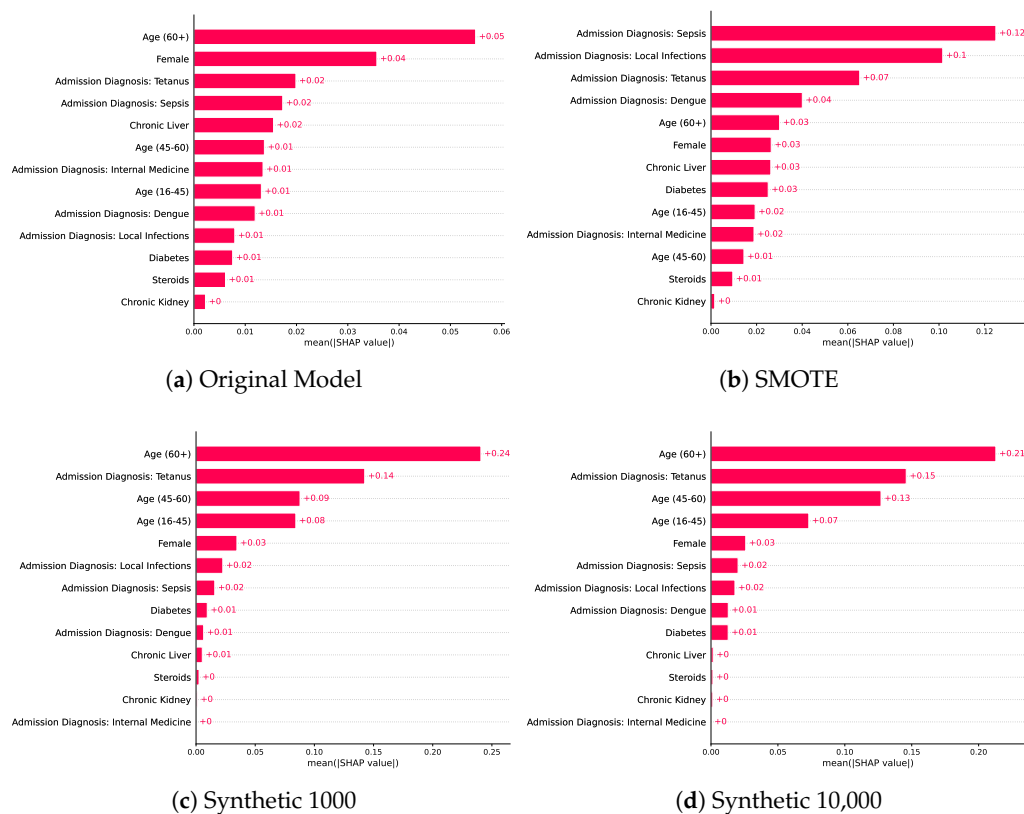 Age (60+) +0.05
Female +0.04
Admission Diagnosis: Tetanus +0.02
Admission Diagnosis: Sepsis +0.02
Chronic Liver +0.02
Age (45-60) +0.01
Admission Diagnosis: Internal Medicine +0.01
Age (16-45) +0.01
Admission Diagnosis: Dengue +0.01
Admission Diagnosis: Local Infections +0.01
Diabetes +0.01
Steroids +0.01
Chronic Kidney +0
0.00 0.01 0.02 0.03 0.04 0.05 0.06
mean(|SHAP value|)
(a) Original Model
Admission Diagnosis: Sepsis +0.12
Admission Diagnosis: Local Infections +0.1
Admission Diagnosis: Tetanus +0.07
Admission Diagnosis: Dengue +0.04
Age (60+) +0.03
Female +0.03
Chronic Liver +0.03
Diabetes +0.03
Age (16-45) +0.02
Admission Diagnosis: Internal Medicine +0.02
Age (45-60) +0.01
Steroids +0.01
Chronic Kidney +0
0.00 0.02 0.04 0.06 0.08 0.10 0.12
mean(|SHAP value|)
(b) SMOTE
Age (60+) +0.24
Admission Diagnosis: Tetanus +0.14
Age (45-60) +0.09
Age (16-45) +0.08
Female +0.03
Admission Diagnosis: Local Infections +0.02
Admission Diagnosis: Sepsis +0.02
Diabetes +0.01
Admission Diagnosis: Dengue +0.01
Chronic Liver +0.01
Steroids +0
Chronic Kidney +0
Admission Diagnosis: Internal Medicine +0
0.00 0.05 0.10 0.15 0.20 0.25
mean(|SHAP value|)
(c) Synthetic 1000
Age (60+) +0.21
Admission Diagnosis: Tetanus +0.15
Age (45-60) +0.13
Age (16-45) +0.07
Female +0.03
Admission Diagnosis: Sepsis +0.02
Admission Diagnosis: Local Infections +0.02
Admission Diagnosis: Dengue +0.01
Diabetes +0.01
Chronic Liver +0
Steroids +0
Chronic Kidney +0
Admission Diagnosis: Internal Medicine +0
0.00 0.05 0.10 0.15 0.20
mean(|SHAP value|)
(d) Synthetic 10,000